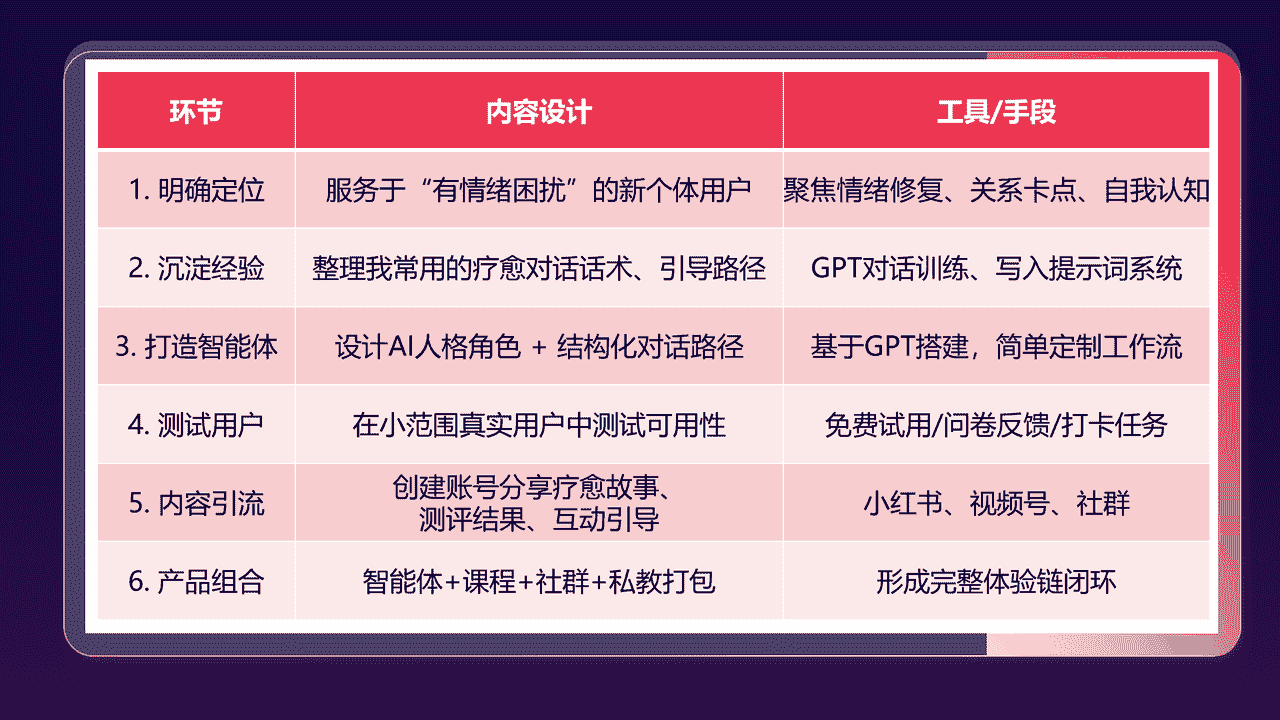 环节 内容设计 工具/手段
1. 明确定位 服务于“有情绪困扰”的新个体用户 聚焦情绪修复、关系卡点、自我认知
2. 沉淀经验 整理我常用的疗愈对话话术、引导路径 GPT对话训练、写入提示词系统
3. 打造智能体 设计AI人格角色 + 结构化对话路径 基于GPT搭建，简单定制工作流
4. 测试用户 在小范围真实用户中测试可用性 免费试用/问卷反馈/打卡任务
5. 内容引流 创建账号分享疗愈故事、
测评结果、互动引导 小红书、视频号、社群
6. 产品组合 智能体+课程+社群+私教打包 形成完整体验链闭环